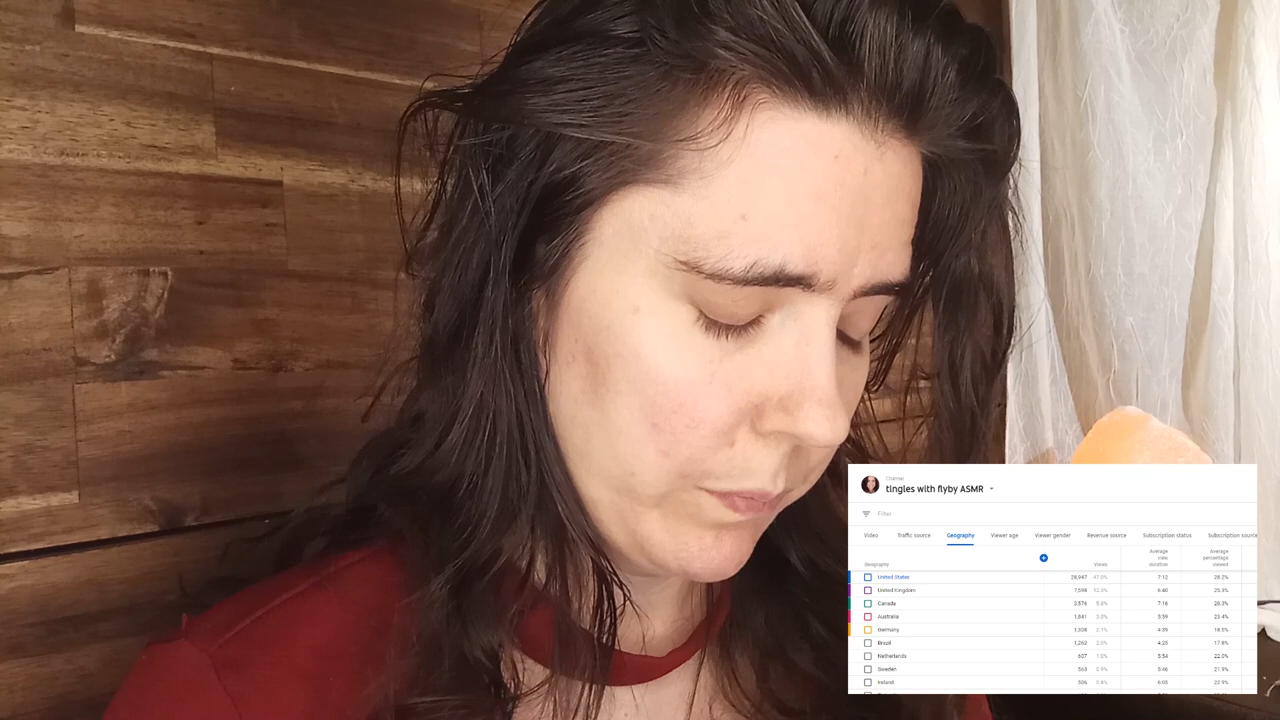 Channel
tingles with flyby ASMR
Filter
Video Traffic source Geography Viewer age Viewer gender Revenue source Subscription status Subscription source
Geography Views Average view duration Average percentage viewed
United States 28,947 47.0% 7:12 28.2%
United Kingdom 7,598 12.3% 6:40 25.3%
Canada 3,576 5.8% 7:16 28.3%
Australia 1,841 3.0% 5:59 23.4%
Germany 1,308 2.1% 4:39 18.5%
Brazil 1,262 2.0% 4:25 17.8%
Netherlands 607 1.0% 5:54 22.0%
Sweden 563 0.9% 5:46 21.9%
Ireland 506 0.8% 6:05 22.9%